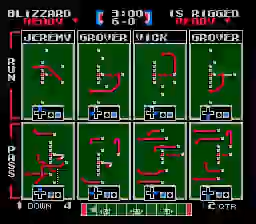 BLIZZARD 3:00 IS RIGGED
READY 6-0 READY
JEREMY GROVER VICK GROVER
RUN
PASS
1 DOWN 4 2 QTR